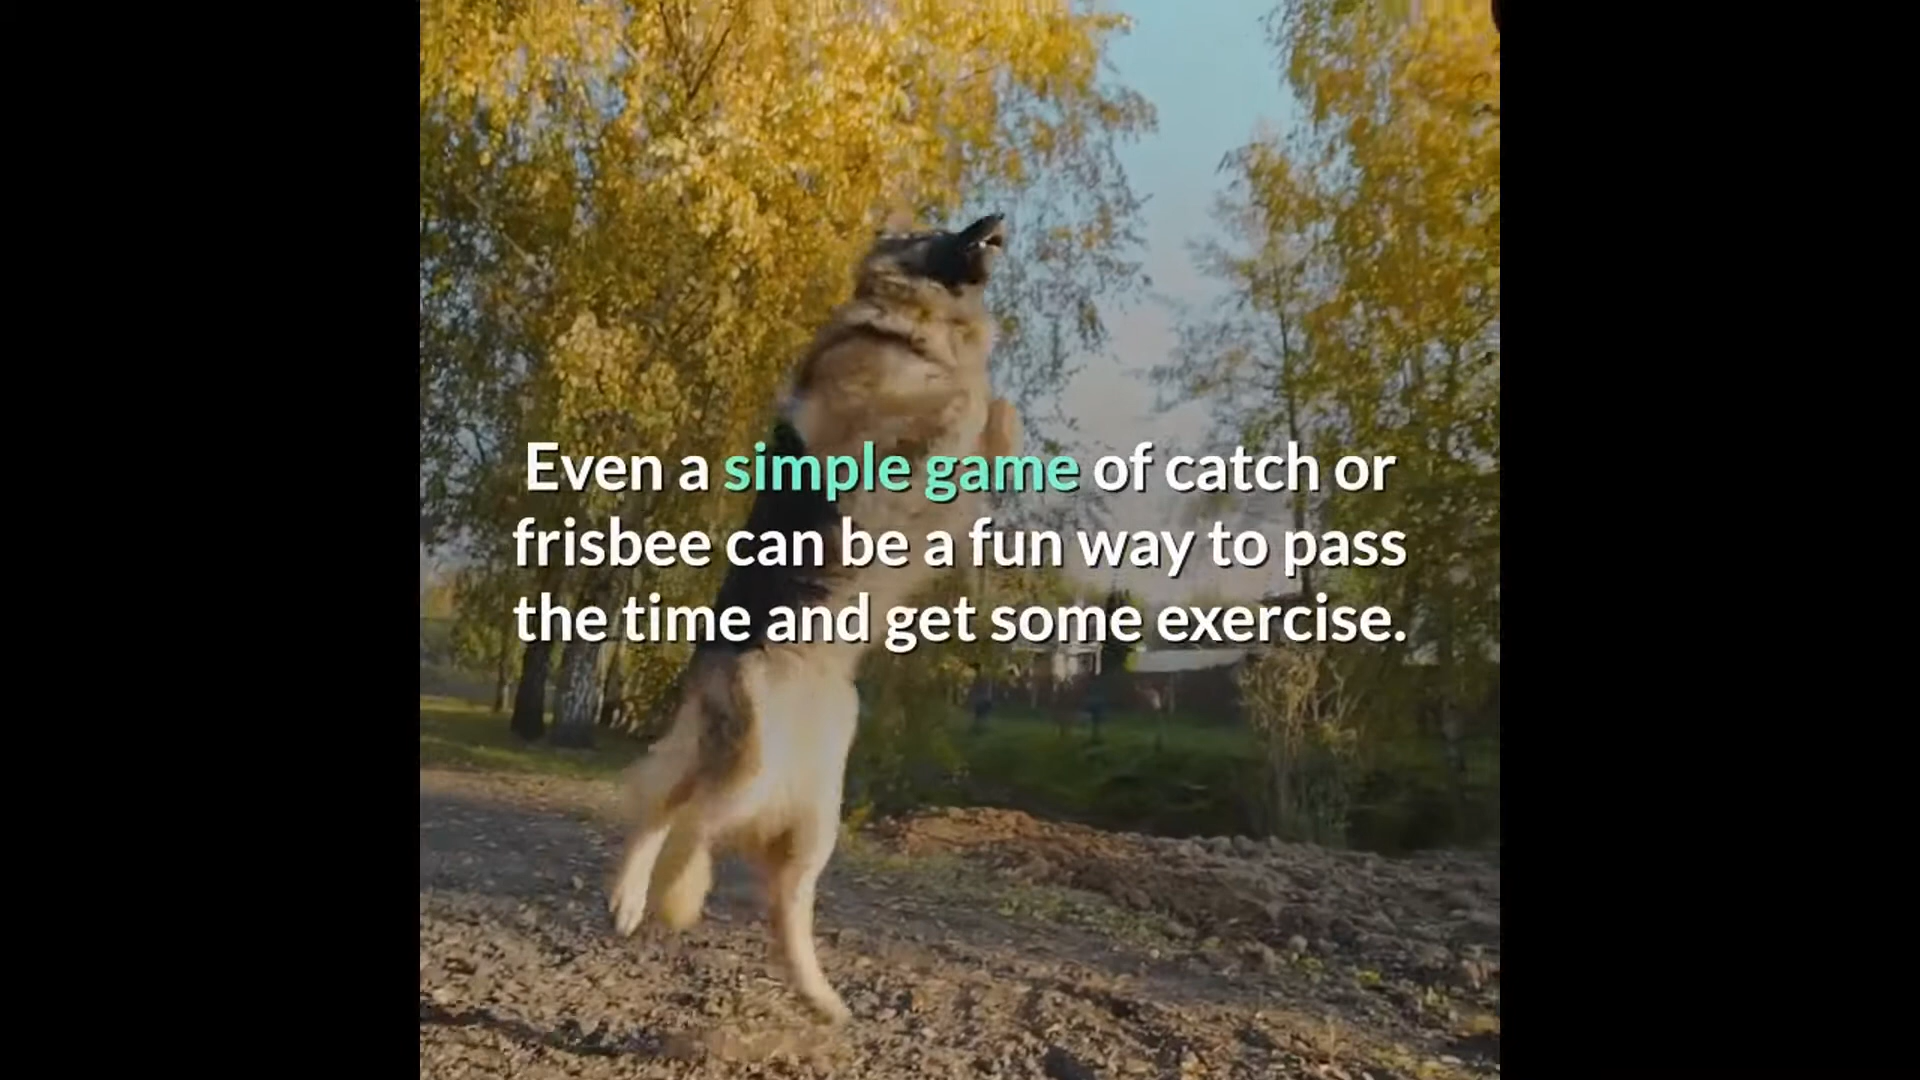 Even a simple game of catch or
frisbee can be a fun way to pass
the time and get some exercise.